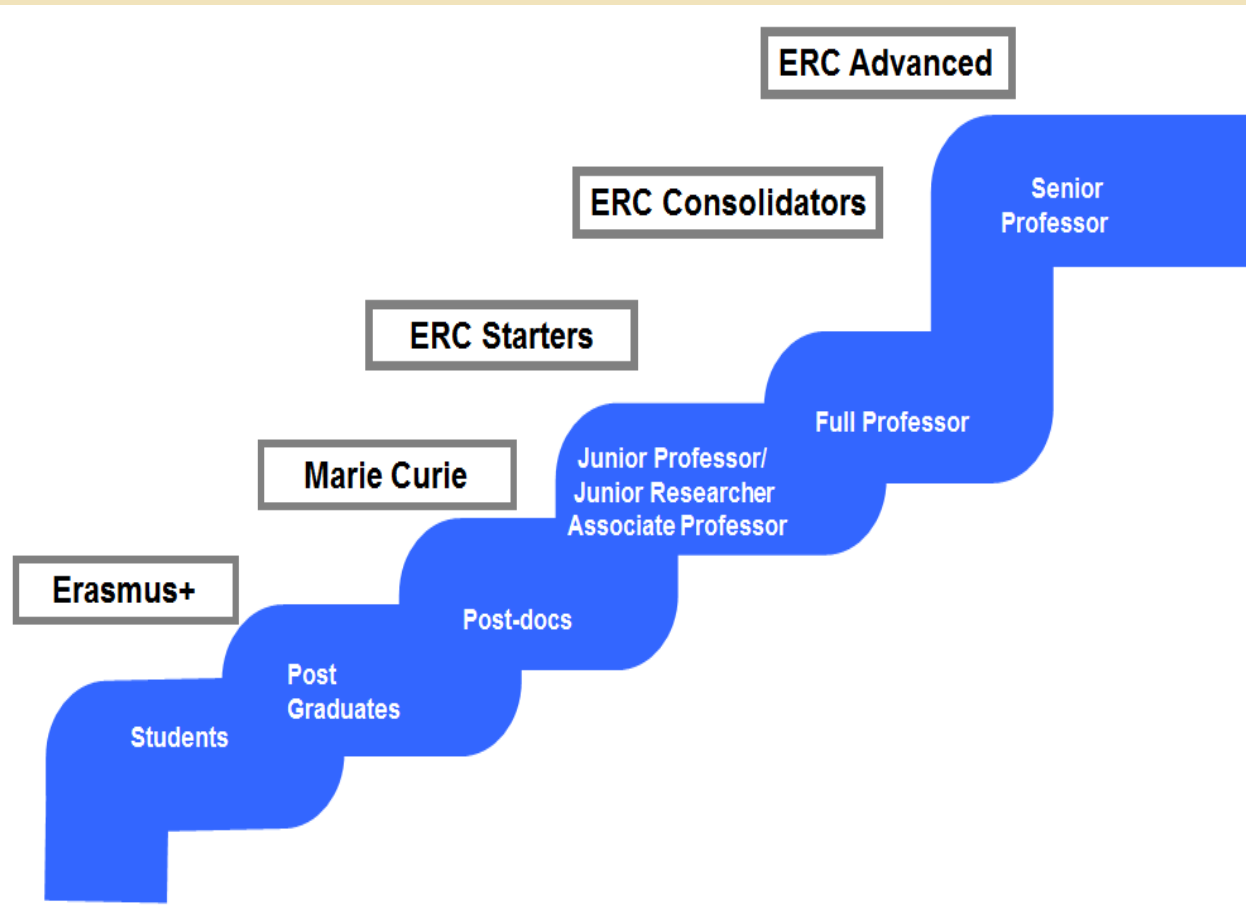 ERC Advanced
Senior
Professor
ERC Consolidators
ERC Starters
Full Professor
Junior Professor/
Junior Researcher
Associate Professor
Marie Curie
Erasmus+
Post-docs
Post
Graduates
Students